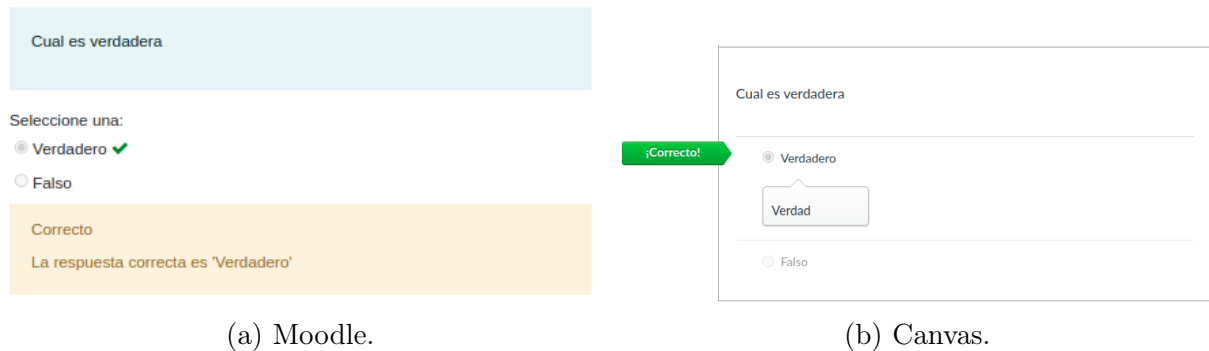 Cual es verdadera
Seleccione una:
Verdadero
Falso
Correcto
La respuesta correcta es 'Verdadero'
(a) Moodle.
Cual es verdadera
¡Correcto!
Verdadero
Verdad
Falso
(b) Canvas.